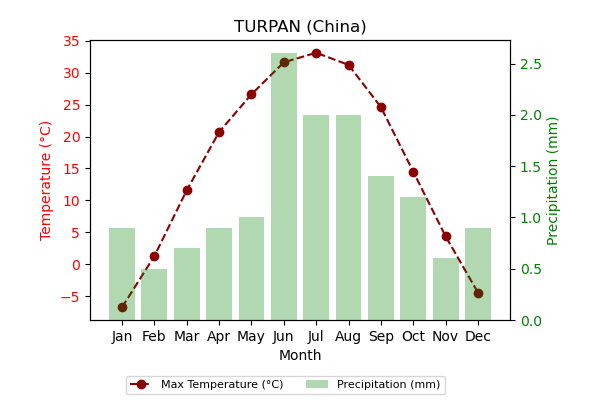 TURPAN (China)
35
30
25
20
15
10
5
0
−5
Temperature (°C)
2.5
2.0
1.5
1.0
0.5
0.0
Precipitation (mm)
Jan Feb Mar Apr May Jun Jul Aug Sep Oct Nov Dec
Month
Max Temperature (°C) Precipitation (mm)